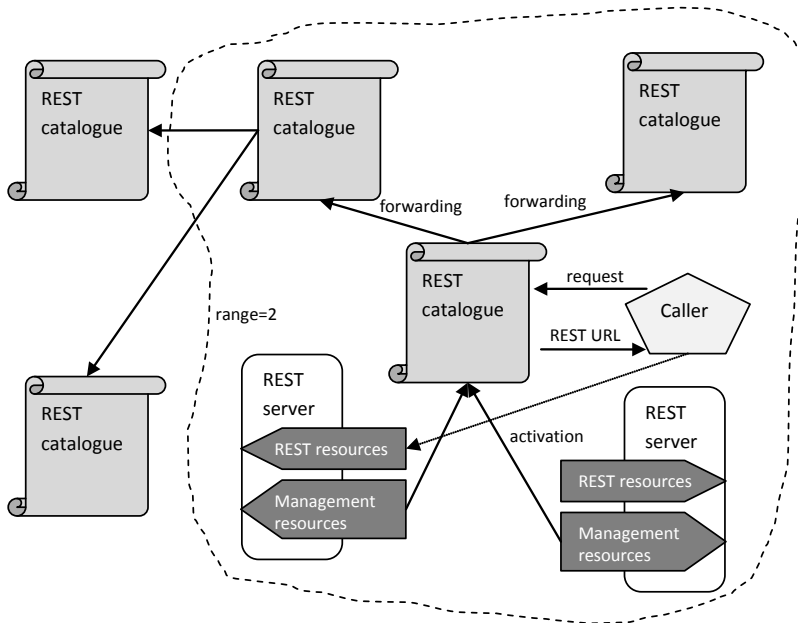 REST
catalogue
REST
catalogue
REST
catalogue
forwarding
forwarding
REST
catalogue
request
Caller
REST URL
range=2
REST
server
REST resources
Management
resources
activation
REST
server
REST resources
Management
resources
REST
catalogue